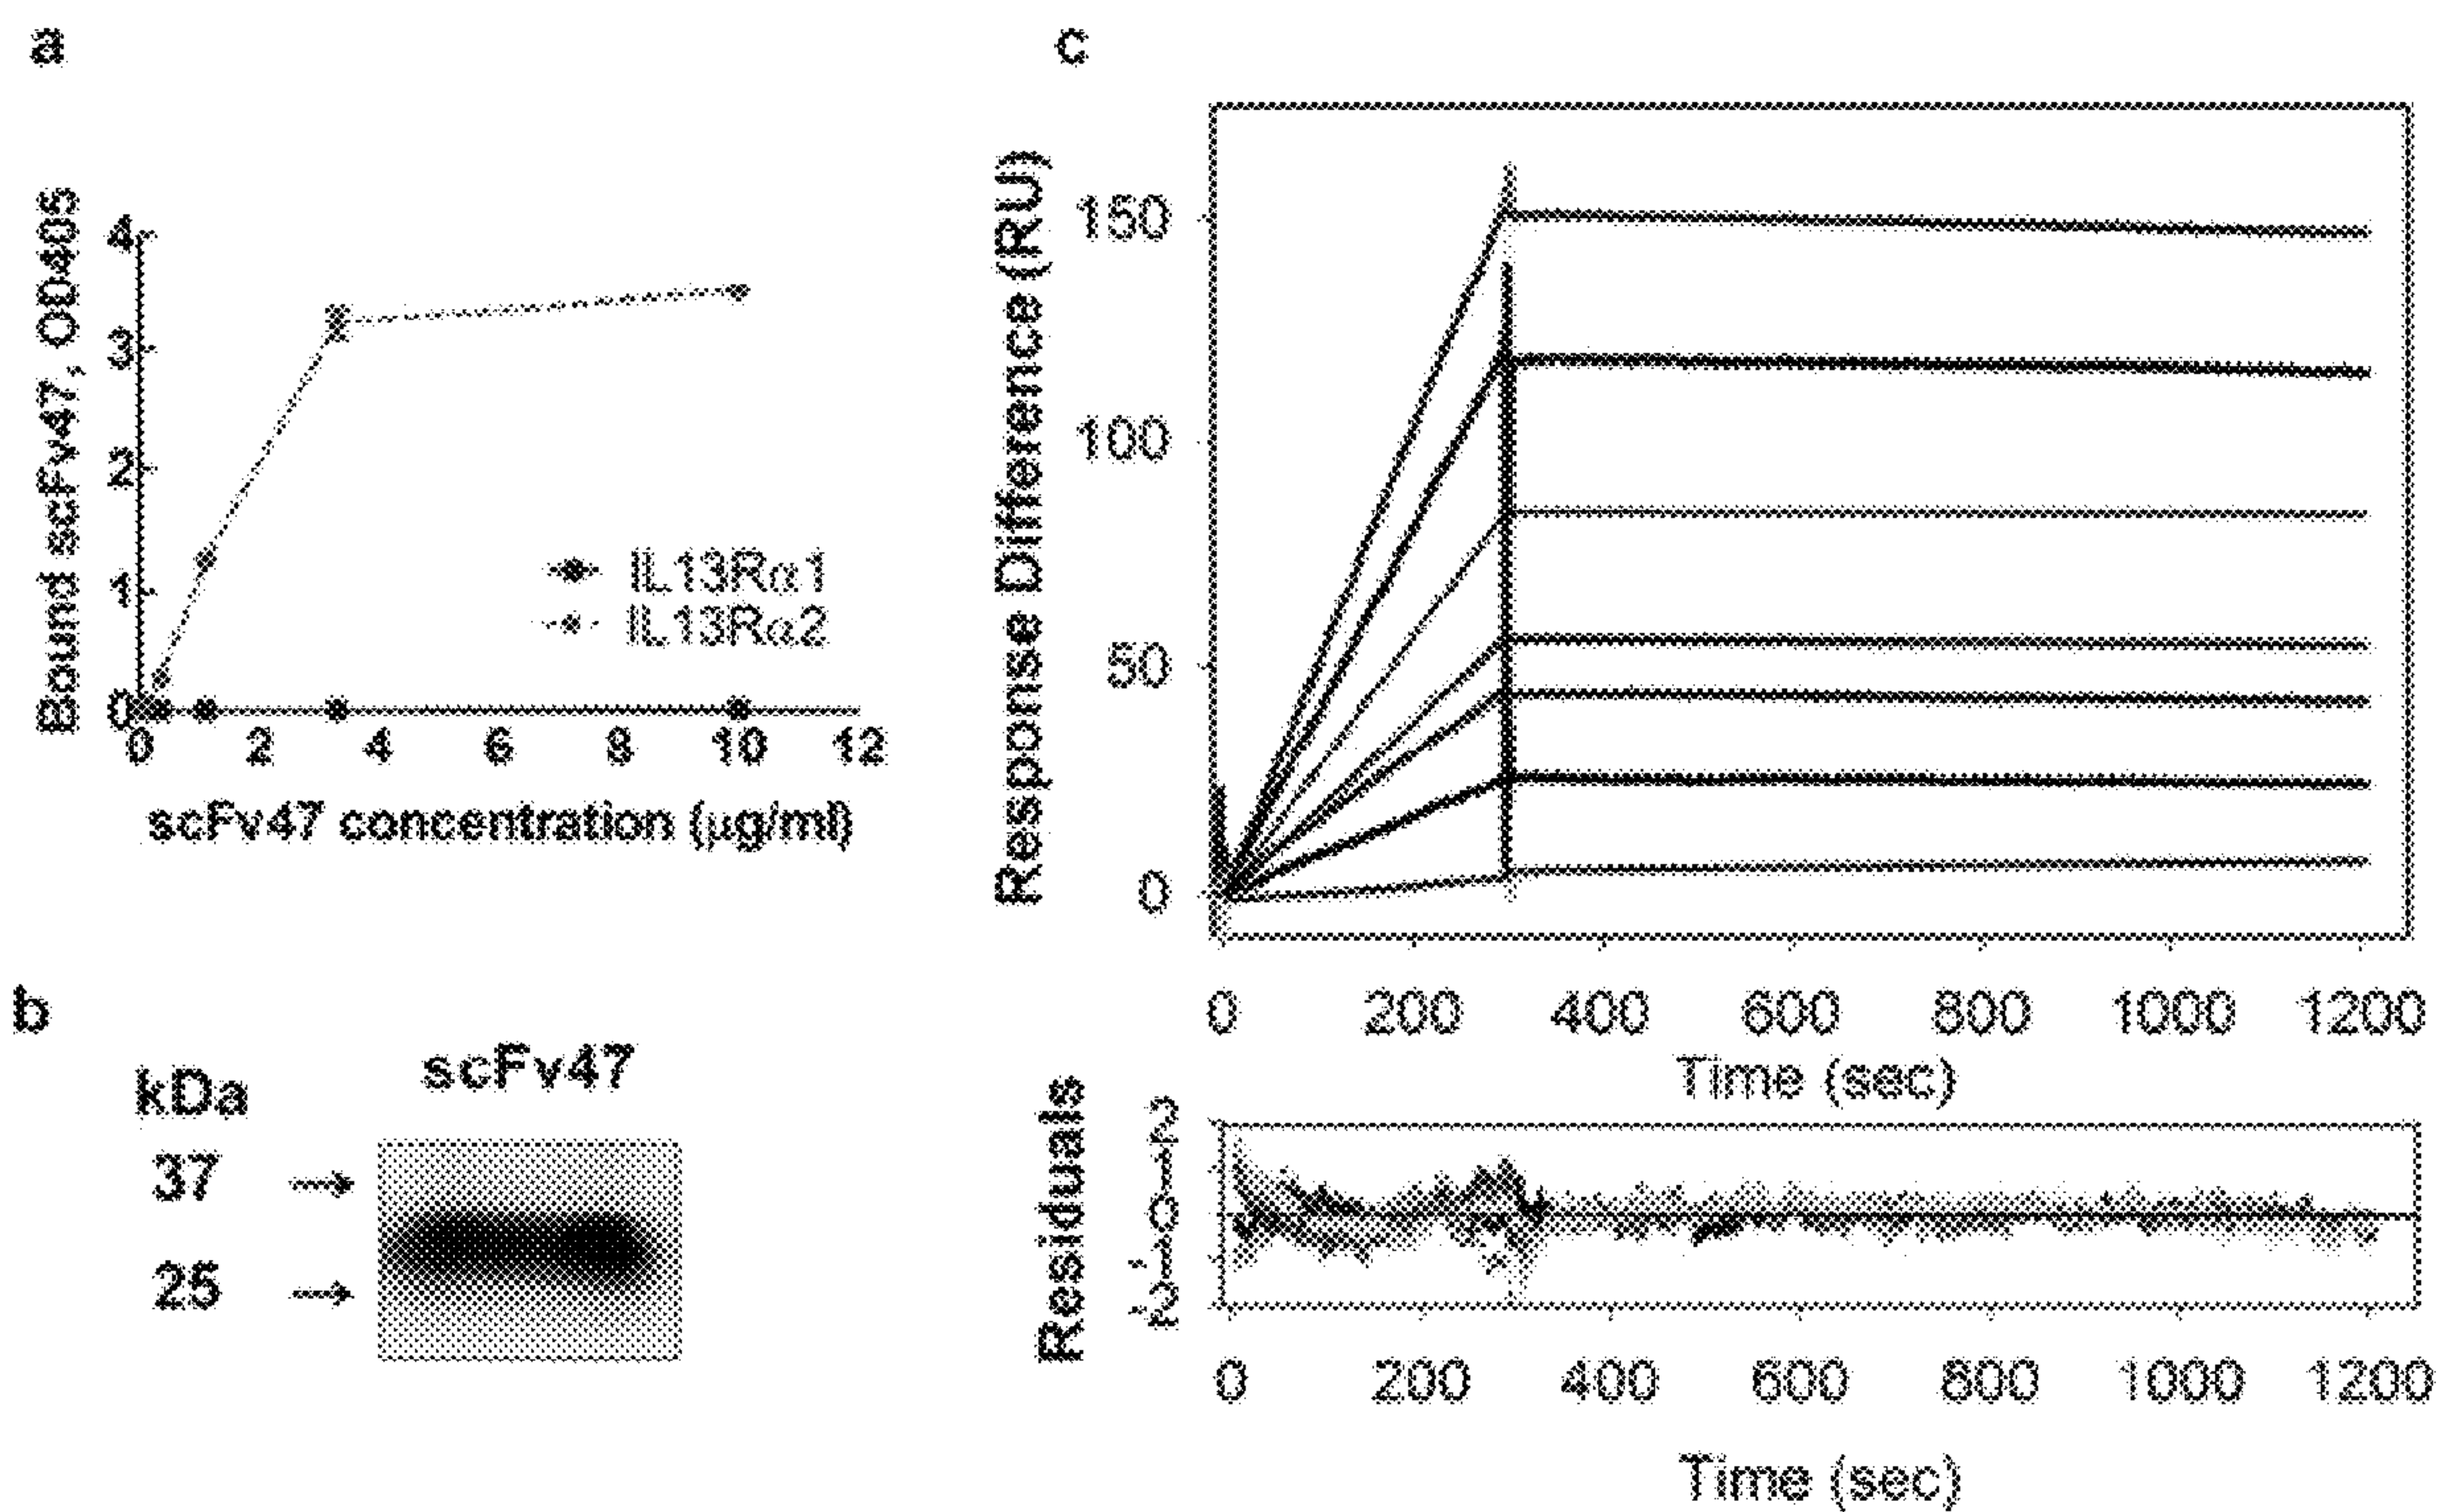 a
Bound scFv47, OD405
4
3
2
1
0
0 2 4 6 8 10 12
scFv47 concentration (µg/ml)
IL13Rα1
IL13Rα2
b
kDa
scFv47
37
25
c
Response Difference (RU)
150
100
50
0
0 200 400 600 800 1000 1200
Time (sec)
Residuals
2
1
0
-1
-2
0 200 400 600 800 1000 1200
Time (sec)